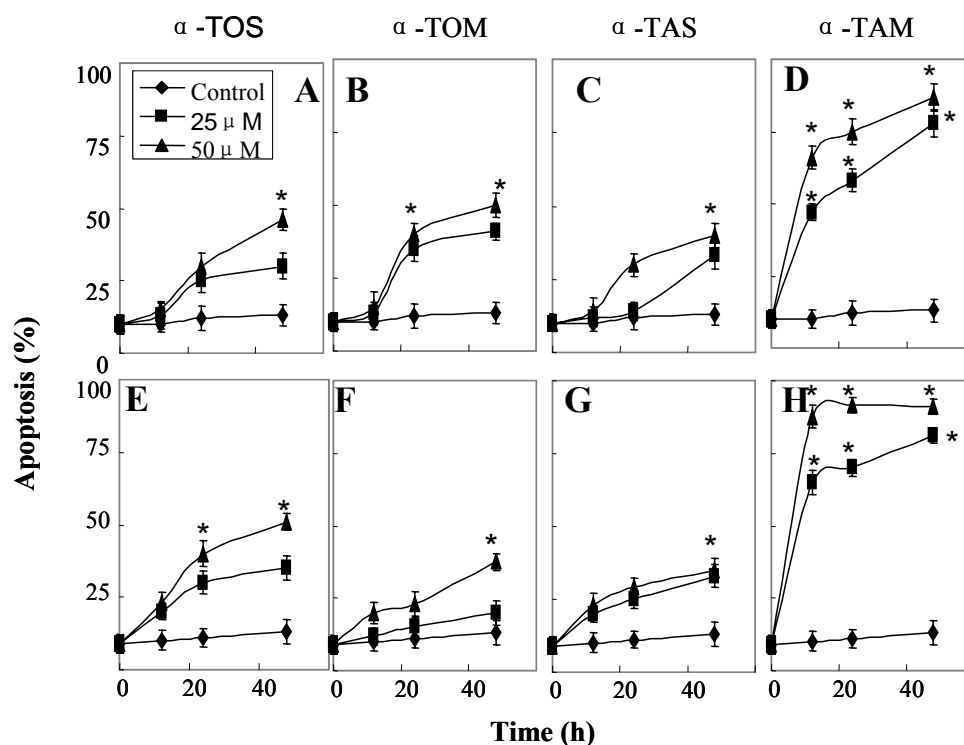 α -TOS α -TOM α -TAS α -TAM
100
75
50
25
0
Control
25 μ M
50 μ M
A
B
C
D
* * * * * * * * * *
100
75
50
25
E
F
G
H
* * * * * * * * * *
0 20 40 0 20 40 0 20 40 0 20 40
Apoptosis (%)
Time (h)